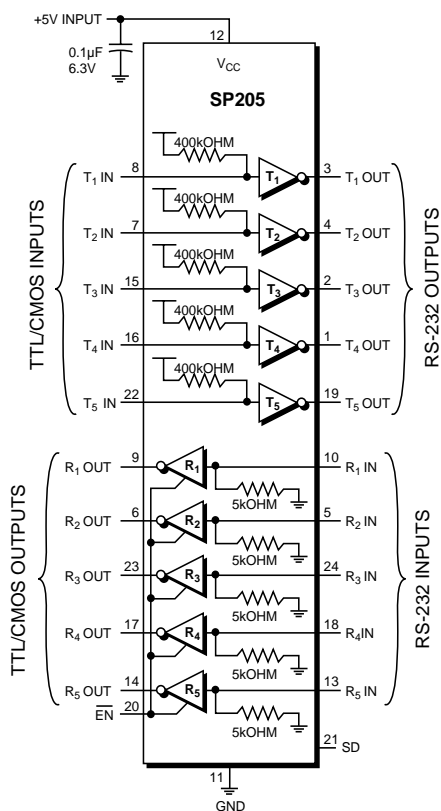 +5V INPUT
0.1µF
6.3V
12
VCC
SP205
400kOHM
T1 IN 8 T1 3 T1 OUT
400kOHM
T2 IN 7 T2 4 T2 OUT
400kOHM
T3 IN 15 T3 2 T3 OUT
400kOHM
T4 IN 16 T4 1 T4 OUT
400kOHM
T5 IN 22 T5 19 T5 OUT
TTL/CMOS INPUTS
RS-232 OUTPUTS
R1 OUT 9 R1 10 R1 IN
5kOHM
R2 OUT 6 R2 5 R2 IN
5kOHM
R3 OUT 23 R3 24 R3 IN
5kOHM
R4 OUT 17 R4 18 R4IN
5kOHM
R5 OUT 14 R5 13 R5 IN
5kOHM
TTL/CMOS OUTPUTS
RS-232 INPUTS
EN 20
21 SD
11
GND